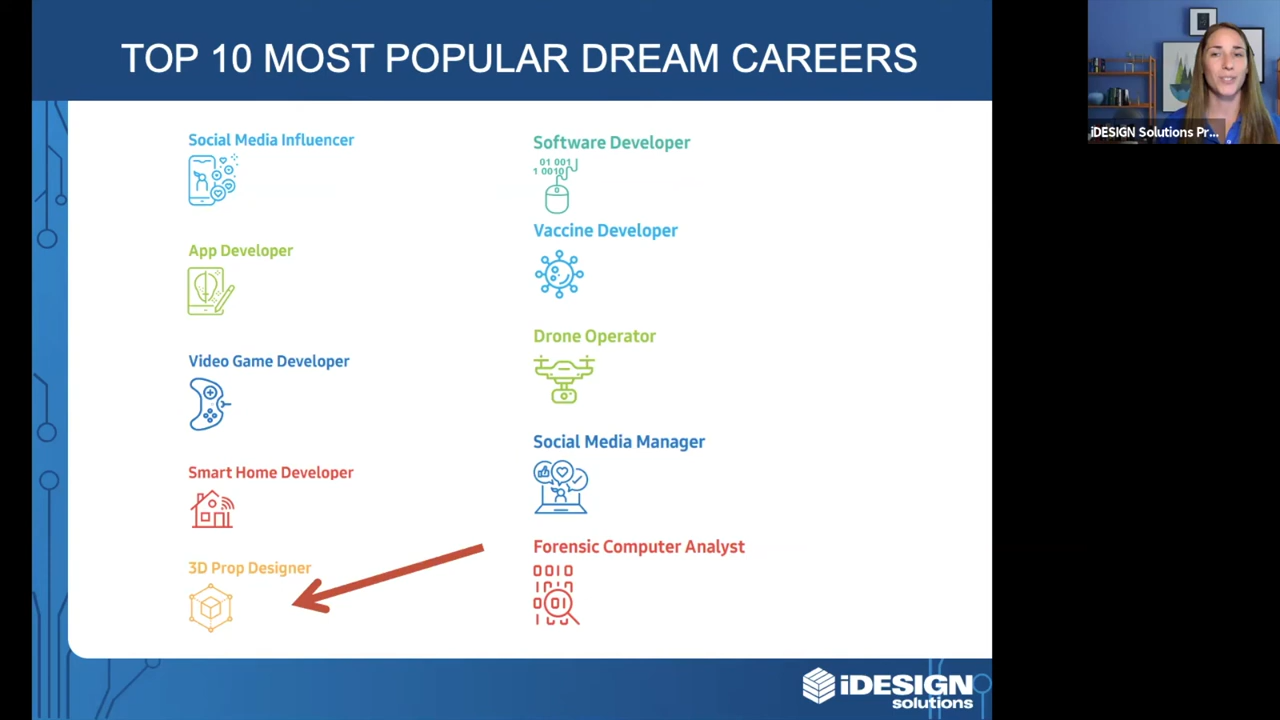 TOP 10 MOST POPULAR DREAM CAREERS
Social Media Influencer
App Developer
Video Game Developer
Smart Home Developer
3D Prop Designer
Software Developer
01 001
1 0010
Vaccine Developer
Drone Operator
Social Media Manager
Forensic Computer Analyst
0010
0 01
iDESIGN
solutions
iDESIGN Solutions Pr...